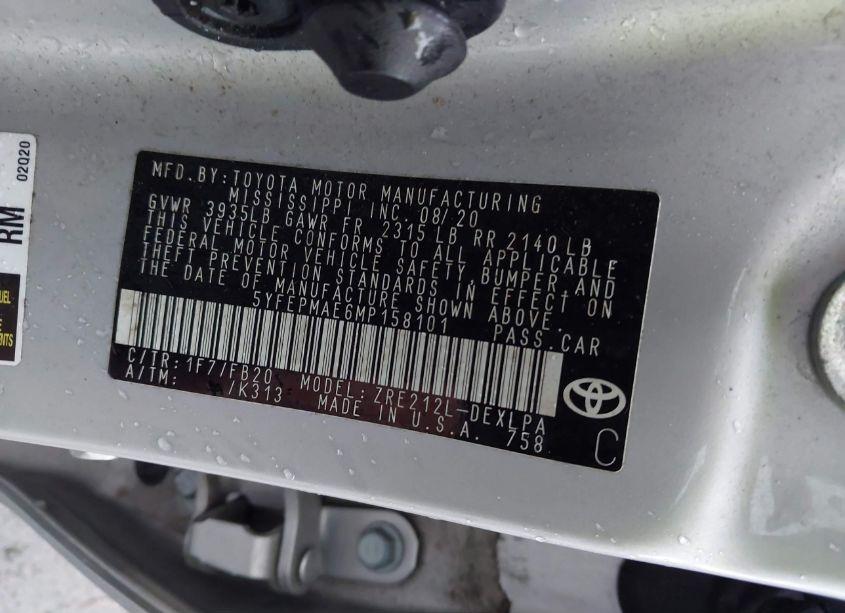 02Q20
RM
UEL
E
E
ENTS
MFD.BY:TOYOTA MOTOR MANUFACTURING
MISSISSIPPI INC. 08/20
GVWR 3935LB GAWR FR 2315 LB RR 2140 LB
THIS VEHICLE CONFORMS TO ALL APPLICABLE
FEDERAL MOTOR VEHICLE SAFETY,BUMPER AND
THEFT PREVENTION STANDARDS IN EFFECT ON
THE DATE OF MANUFACTURE SHOWN ABOVE.
5YFEPMAE6MP158101 PASS.CAR
C/TR:1F7/FB20 MODEL:ZRE212L-DEXLPA
A/TM: /K313 MADE IN U.S.A. 758
C